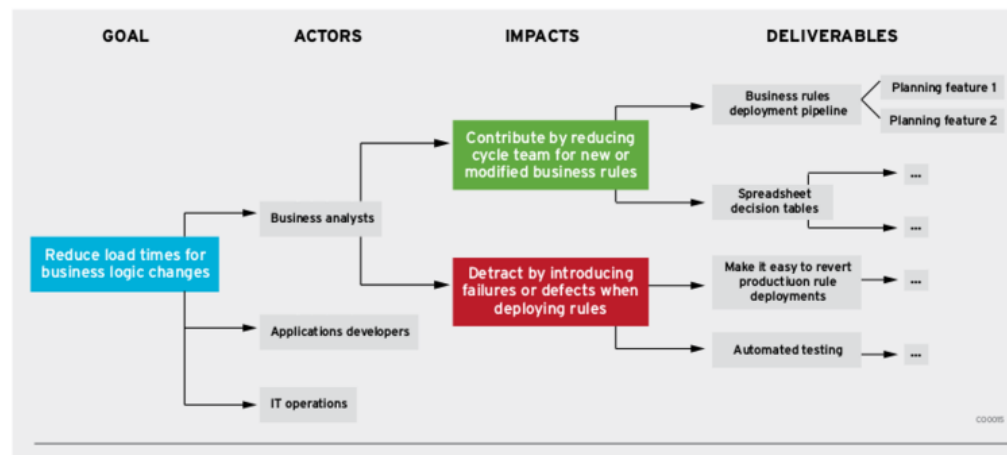 GOAL
ACTORS
IMPACTS
DELIVERABLES
Reduce load times for
business logic changes
Business analysts
Applications developers
IT operations
Contribute by reducing
cycle team for new or
modified business rules
Detract by introducing
failures or defects when
deploying rules
Business rules
deployment pipeline
Planning feature 1
Planning feature 2
Spreadsheet
decision tables
...
...
Make it easy to revert
productiuon rule
deployments
...
Automated testing
...